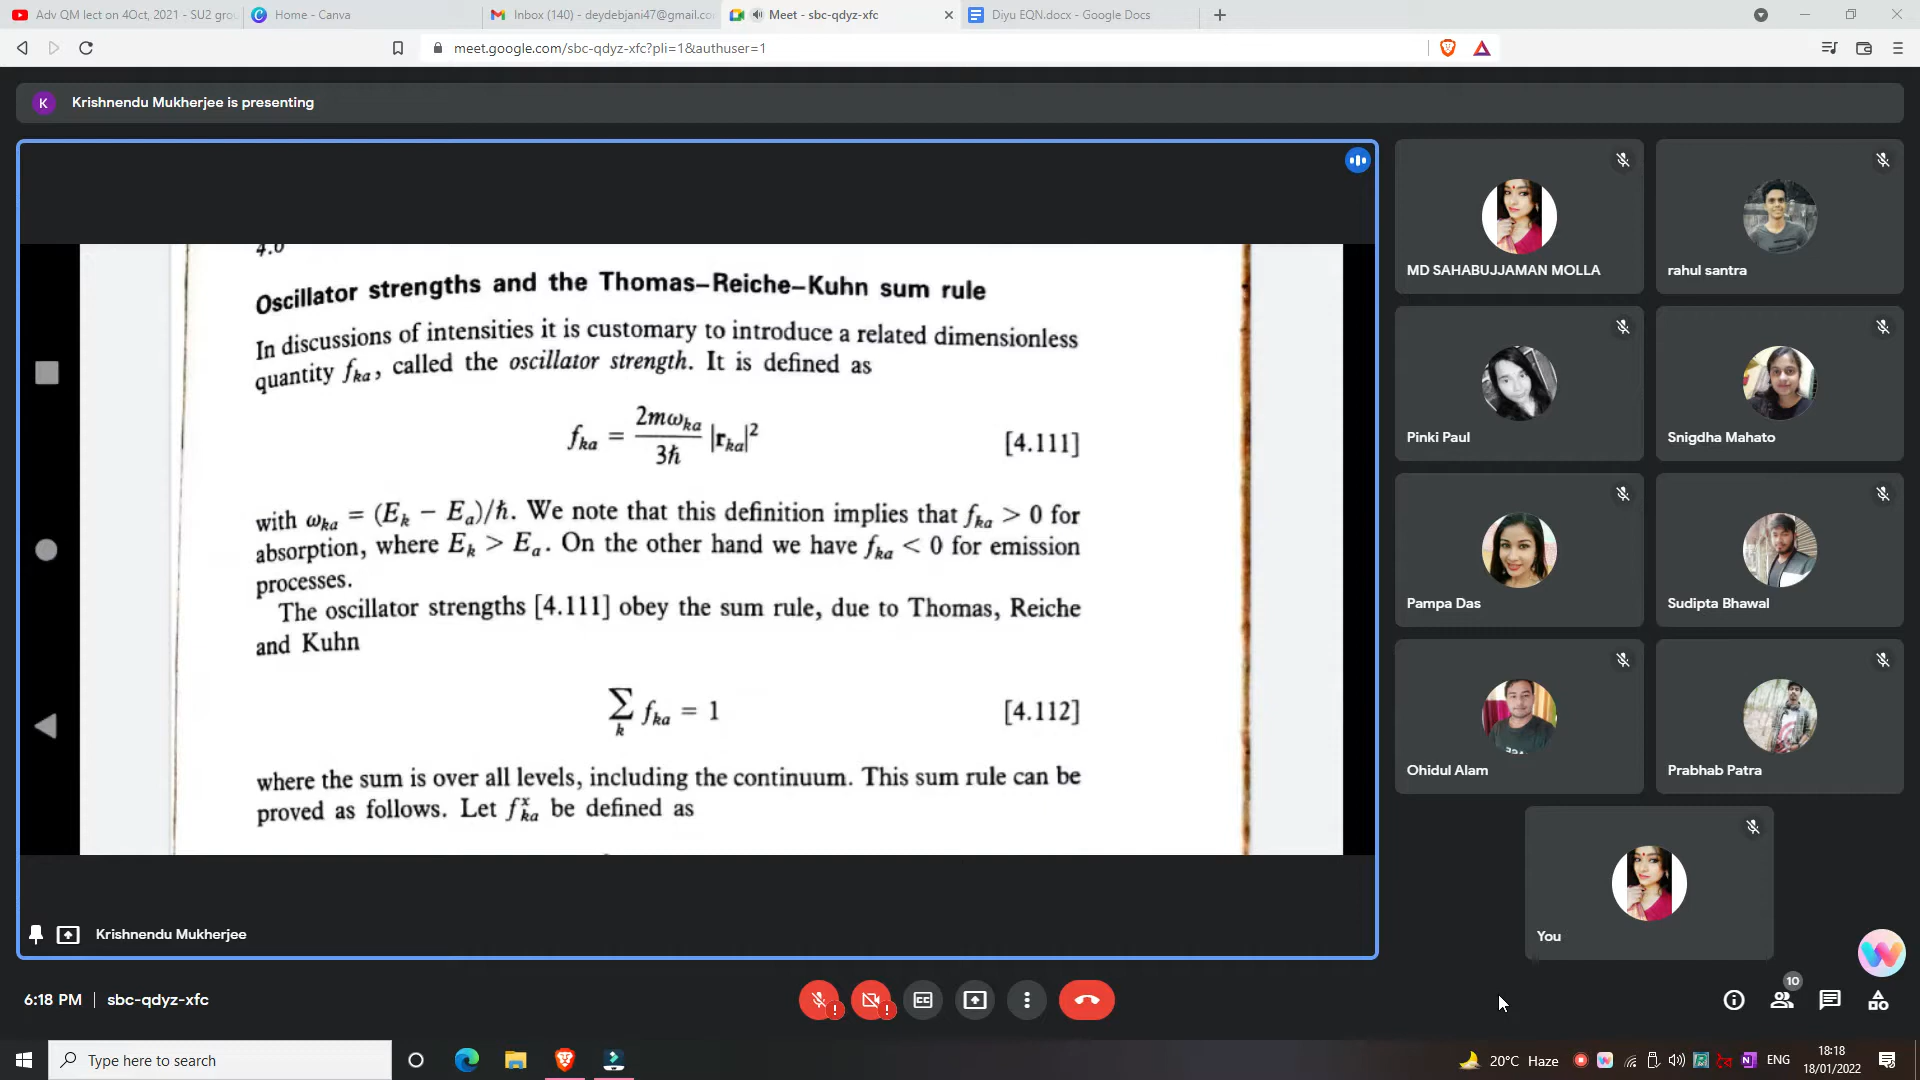 Adv QM lect on 4Oct, 2021 - SU2 grou
Home - Canva
Inbox (140) - deydebjani47@gmail.co
Meet - sbc-qdyz-xfc
Diyu EQN.docx - Google Docs
meet.google.com/sbc-qdyz-xfc?pli=1&authuser=1
K
Krishnendu Mukherjee is presenting
Oscillator strengths and the Thomas–Reiche–Kuhn sum rule
In discussions of intensities it is customary to introduce a related dimensionless
quantity f_ka, called the oscillator strength. It is defined as
f_ka = 2mω_ka / 3ħ |r_ka|² [4.111]
with ω_ka = (E_k − E_a)/ħ. We note that this definition implies that f_ka > 0 for
absorption, where E_k > E_a. On the other hand we have f_ka < 0 for emission
processes.
The oscillator strengths [4.111] obey the sum rule, due to Thomas, Reiche
and Kuhn
∑_k f_ka = 1 [4.112]
where the sum is over all levels, including the continuum. This sum rule can be
proved as follows. Let f^x_ka be defined as
Krishnendu Mukherjee
MD SAHABUJJAMAN MOLLA
rahul santra
Pinki Paul
Snigdha Mahato
Pampa Das
Sudipta Bhawal
Ohidul Alam
Prabhab Patra
You
6:18 PM | sbc-qdyz-xfc
10
Type here to search
20°C Haze
ENG
18:18
18/01/2022